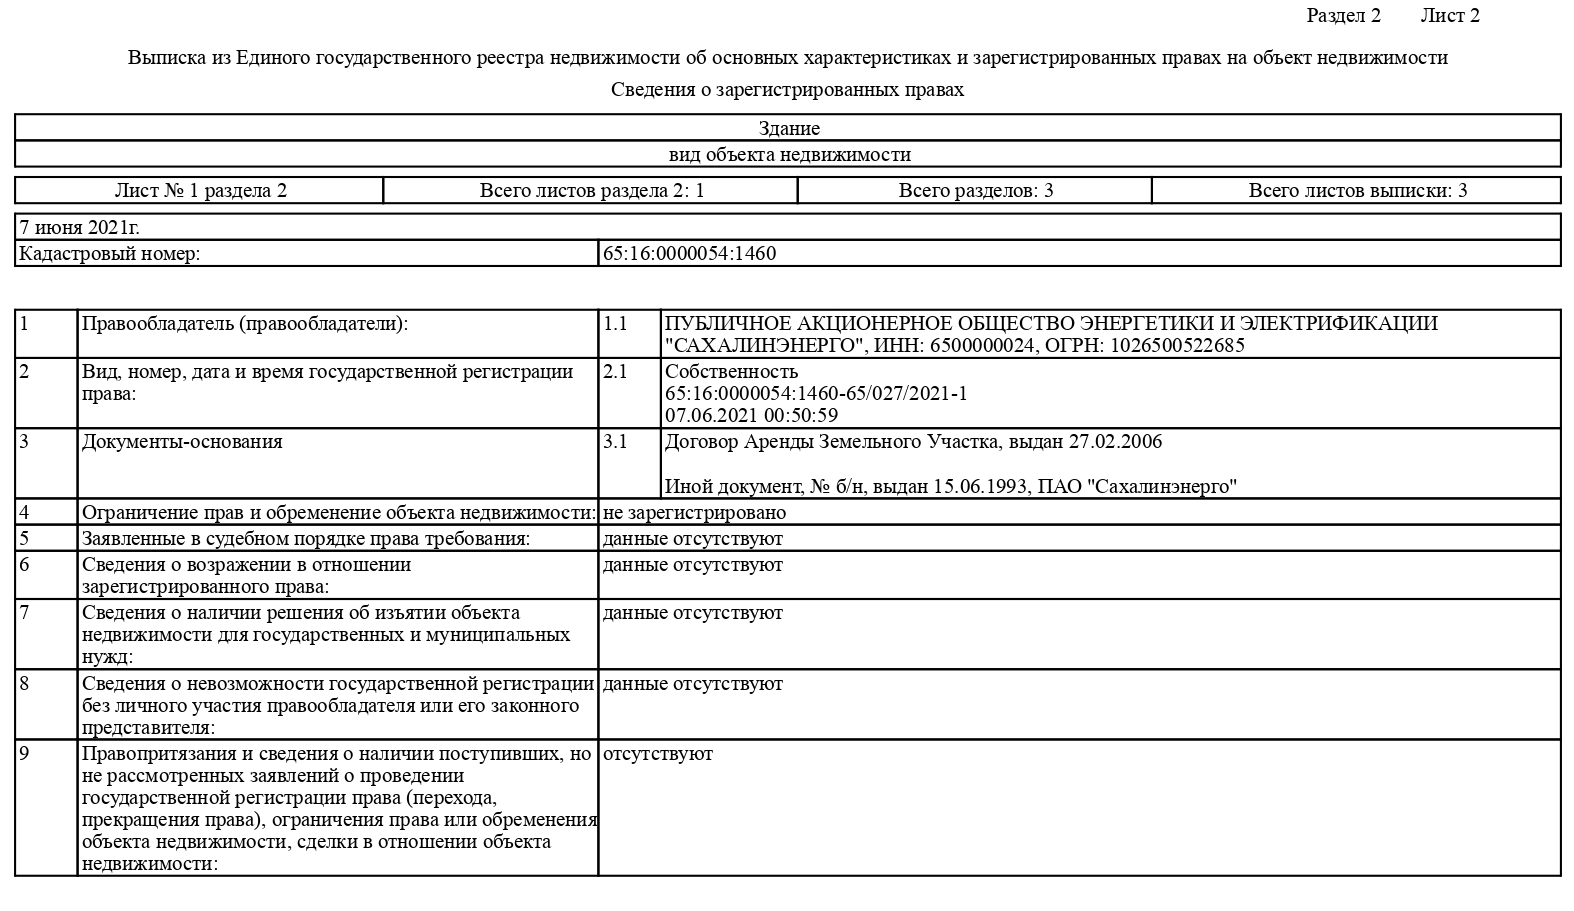 Раздел 2 Лист 2
Выписка из Единого государственного реестра недвижимости об основных характеристиках и зарегистрированных правах на объект недвижимости
Сведения о зарегистрированных правах
Здание
вид объекта недвижимости
Лист № 1 раздела 2 Всего листов раздела 2: 1 Всего разделов: 3 Всего листов выписки: 3
7 июня 2021г.
Кадастровый номер: 65:16:0000054:1460
1 Правообладатель (правообладатели): 1.1 ПУБЛИЧНОЕ АКЦИОНЕРНОЕ ОБЩЕСТВО ЭНЕРГЕТИКИ И ЭЛЕКТРИФИКАЦИИ
"САХАЛИНЭНЕРГО", ИНН: 6500000024, ОГРН: 1026500522685
2 Вид, номер, дата и время государственной регистрации
права:
2.1 Собственность
65:16:0000054:1460-65/027/2021-1
07.06.2021 00:50:59
3 Документы-основания 3.1 Договор Аренды Земельного Участка, выдан 27.02.2006
Иной документ, № б/н, выдан 15.06.1993, ПАО "Сахалинэнерго"
4 Ограничение прав и обременение объекта недвижимости: не зарегистрировано
5 Заявленные в судебном порядке права требования: данные отсутствуют
6 Сведения о возражении в отношении
зарегистрированного права:
данные отсутствуют
7 Сведения о наличии решения об изъятии объекта
недвижимости для государственных и муниципальных
нужд:
данные отсутствуют
8 Сведения о невозможности государственной регистрации
без личного участия правообладателя или его законного
представителя:
данные отсутствуют
9 Правопритязания и сведения о наличии поступивших, но
не рассмотренных заявлений о проведении
государственной регистрации права (перехода,
прекращения права), ограничения права или обременения
объекта недвижимости, сделки в отношении объекта
недвижимости:
отсутствуют